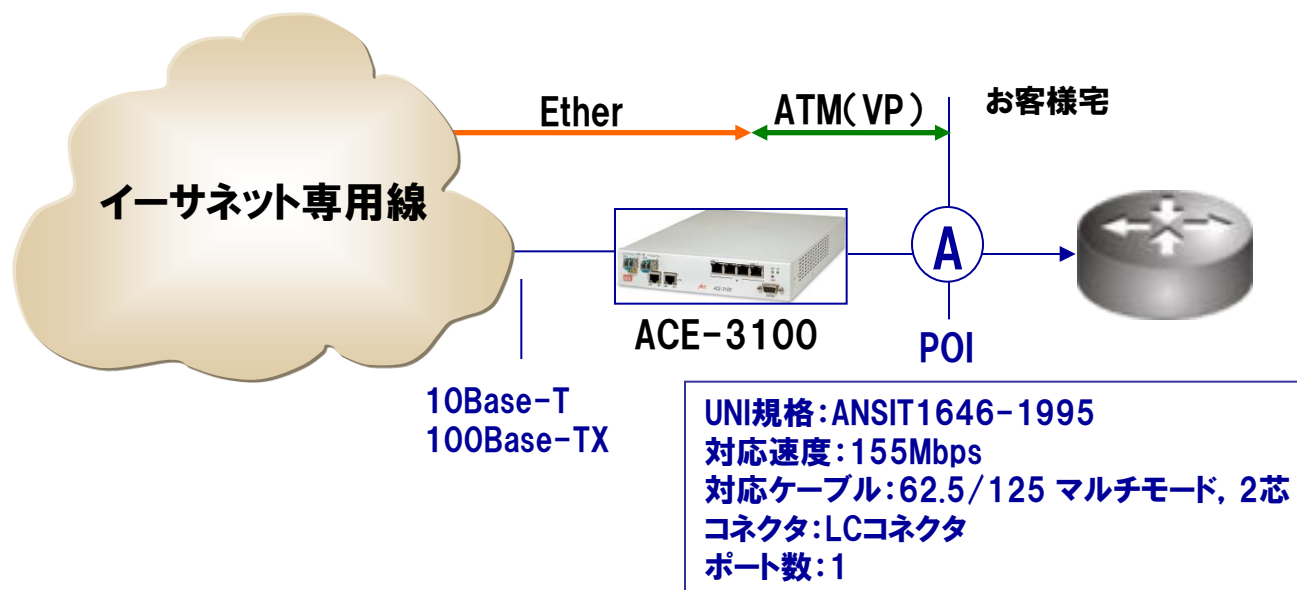 Ether
ATM(VP)
お客様宅
イーサネット専用線
A
ACE-3100
POI
10Base-T
100Base-TX
UNI規格：ANSIT1646-1995
対応速度：155Mbps
対応ケーブル：62.5/125 マルチモード, 2芯
コネクタ：LCコネクタ
ポート数：1